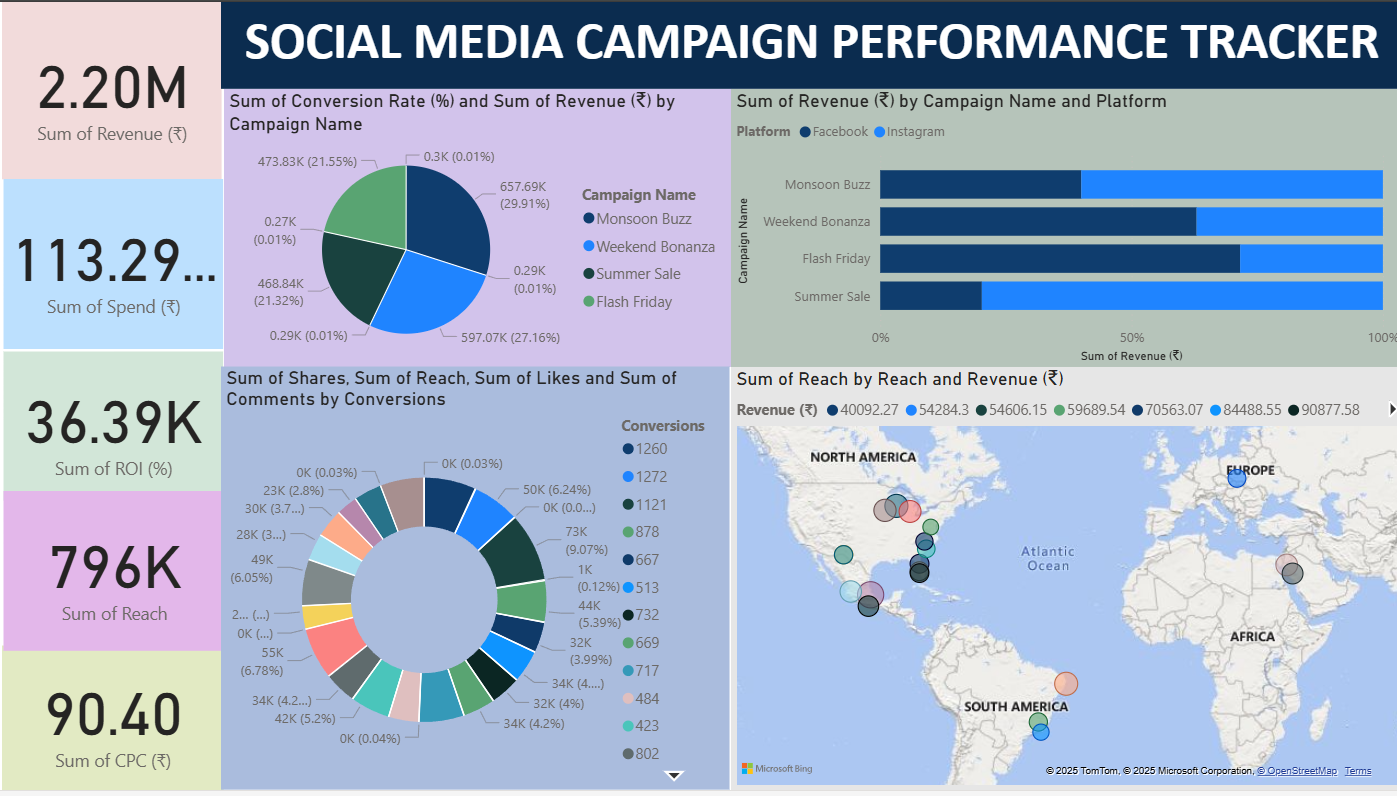 SOCIAL MEDIA CAMPAIGN PERFORMANCE TRACKER
2.20M
Sum of Revenue (₹)
113.29...
Sum of Spend (₹)
36.39K
Sum of ROI (%)
796K
Sum of Reach
90.40
Sum of CPC (₹)
Sum of Conversion Rate (%) and Sum of Revenue (₹) by
Campaign Name
473.83K (21.55%)
0.3K (0.01%)
657.69K
(29.91%)
0.27K
(0.01%)
0.29K
(0.01%)
468.84K
(21.32%)
0.29K (0.01%)
597.07K (27.16%)
Campaign Name
Monsoon Buzz
Weekend Bonanza
Summer Sale
Flash Friday
Sum of Revenue (₹) by Campaign Name and Platform
Platform Facebook Instagram
Campaign Name
Monsoon Buzz
Weekend Bonanza
Flash Friday
Summer Sale
0% 50% 100%
Sum of Revenue (₹)
Sum of Shares, Sum of Reach, Sum of Likes and Sum of
Comments by Conversions
0K (0.03%)
0K (0.03%)
23K (2.8%)
50K (6.24%)
30K (3.7...)
0K (0.0...)
28K (3...)
73K
(9.07%)
49K
(6.05%)
1K
(0.12%)
2... (...)
44K
(5.39%)
0K (...)
32K
(3.99%)
55K
(6.78%)
34K (4....)
34K (4.2...)
32K (4%)
42K (5.2%)
34K (4.2%)
0K (0.04%)
Conversions
1260
1272
1121
878
667
513
732
669
717
484
423
802
Sum of Reach by Reach and Revenue (₹)
Revenue (₹) 40092.27 54284.3 54606.15 59689.54 70563.07 84488.55 90877.58
NORTH AMERICA
EUROPE
Atlantic
Ocean
AFRICA
SOUTH AMERICA
Microsoft Bing
© 2025 TomTom, © 2025 Microsoft Corporation, © OpenStreetMap Terms